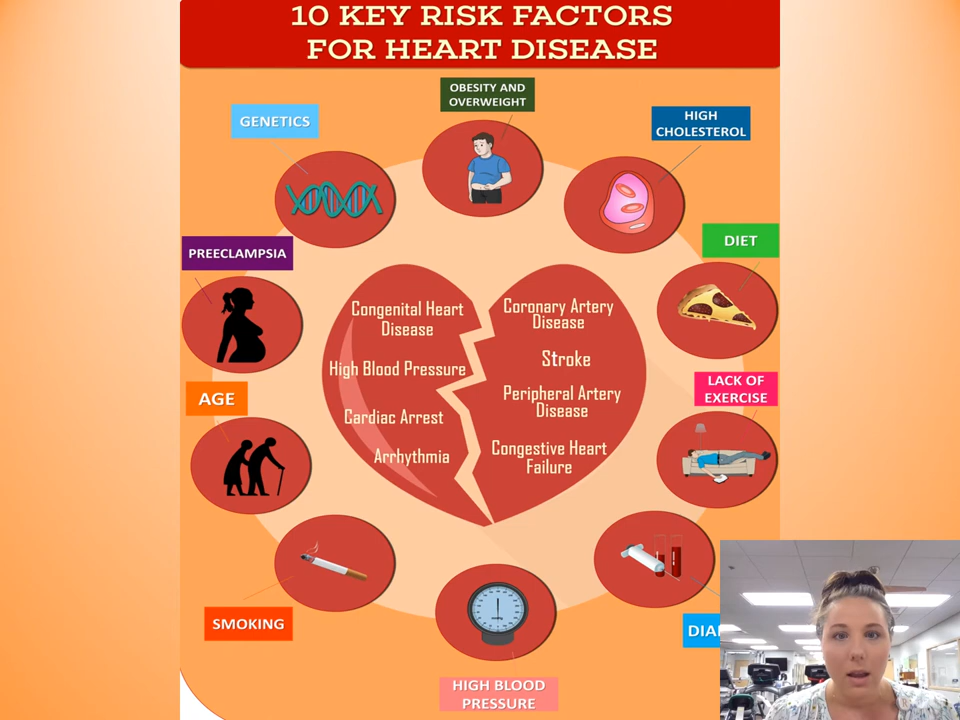 10 KEY RISK FACTORS
FOR HEART DISEASE
OBESITY AND
OVERWEIGHT
GENETICS
HIGH
CHOLESTEROL
PREECLAMPSIA
DIET
Congenital Heart
Disease
High Blood Pressure
Cardiac Arrest
Arrhythmia
Coronary Artery
Disease
Stroke
Peripheral Artery
Disease
Congestive Heart
Failure
AGE
LACK OF
EXERCISE
SMOKING
HIGH BLOOD
PRESSURE